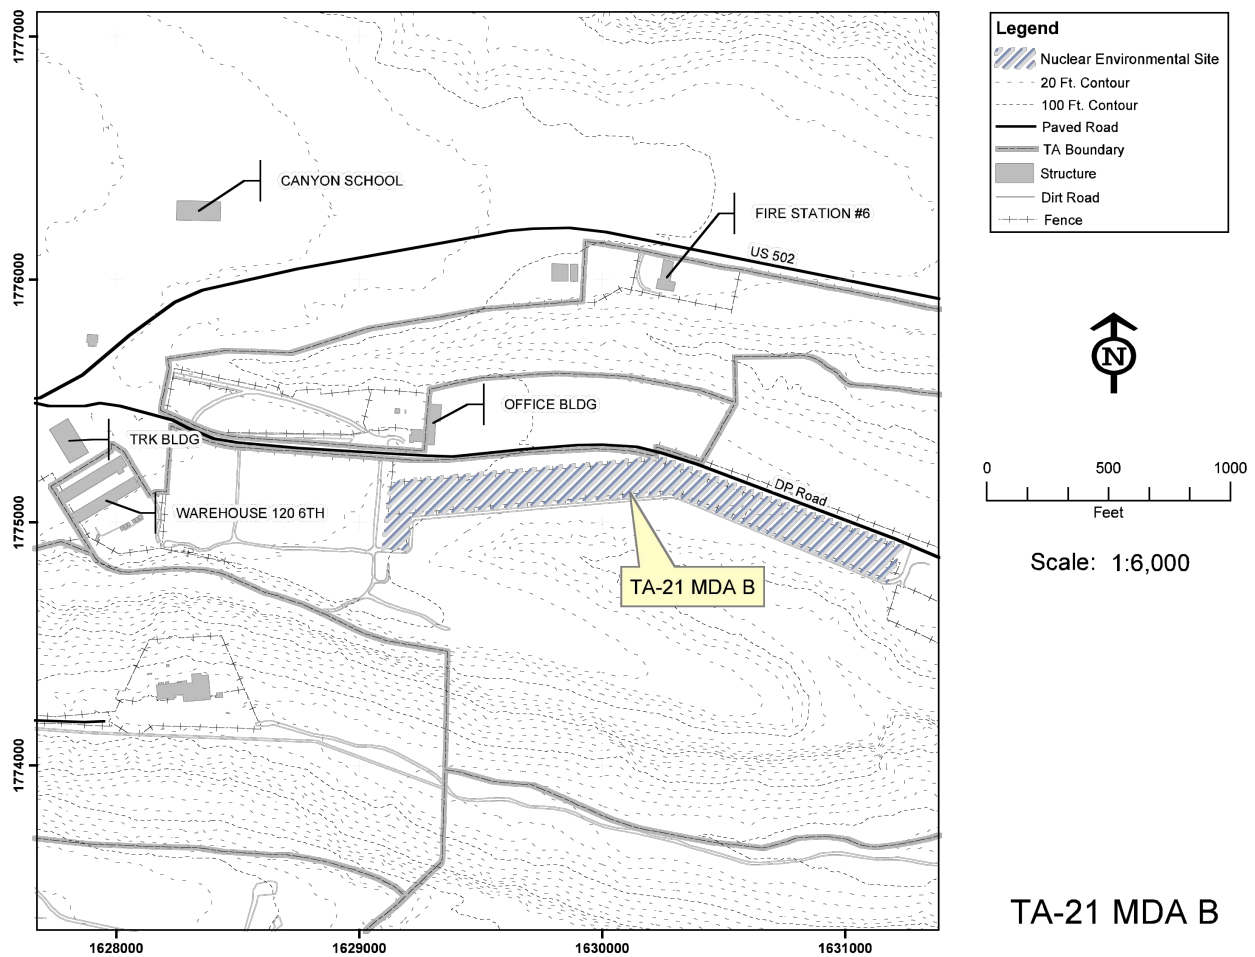 1777000
1776000
1775000
1774000
1628000
1629000
1630000
1631000
CANYON SCHOOL
FIRE STATION #6
US 502
OFFICE BLDG
TRK BLDG
WAREHOUSE 120 6TH
DP Road
TA-21 MDA B
Legend
Nuclear Environmental Site
20 Ft. Contour
100 Ft. Contour
Paved Road
TA Boundary
Structure
Dirt Road
Fence
N
0 500 1000
Feet
Scale: 1:6,000
TA-21 MDA B